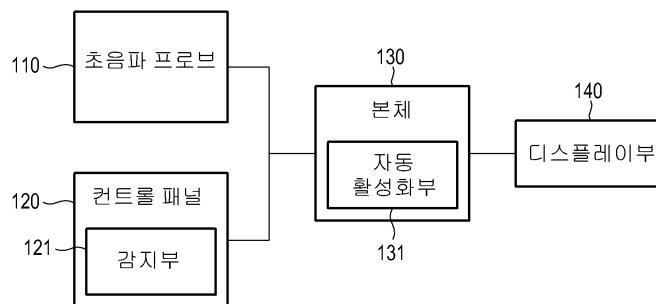 110
초음파 프로브
120
컨트롤 패널
121
감지부
130
본체
자동
활성화부
131
140
디스플레이부